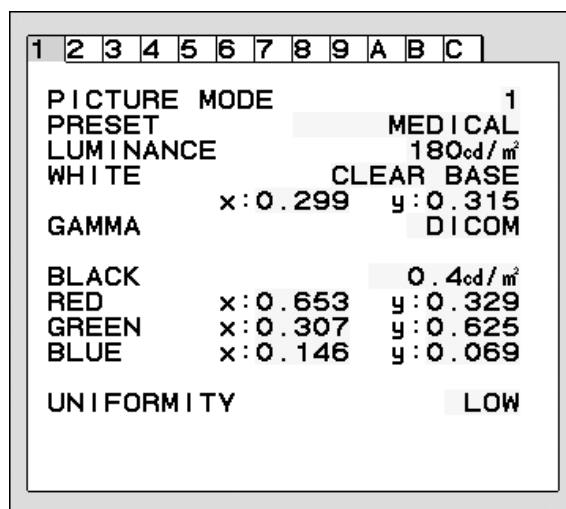 1 2 3 4 5 6 7 8 9 A B C
PICTURE MODE 1
PRESET MEDICAL
LUMINANCE 180cd/㎡
WHITE CLEAR BASE
x:0.299 y:0.315
GAMMA DICOM
BLACK 0.4cd/㎡
RED x:0.653 y:0.329
GREEN x:0.307 y:0.625
BLUE x:0.146 y:0.069
UNIFORMITY LOW